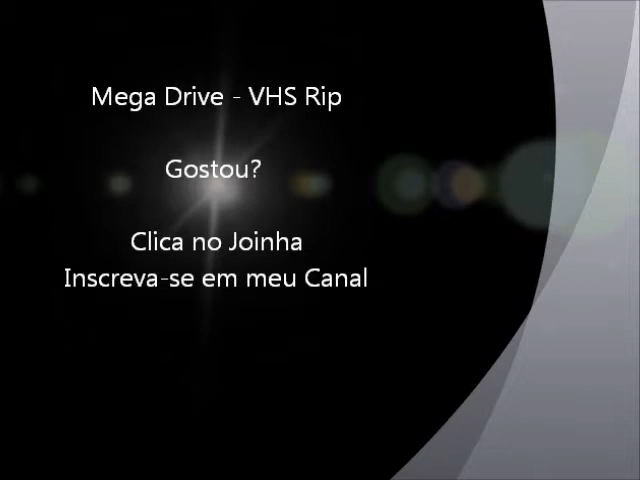 Mega Drive - VHS Rip
Gostou?
Clica no Joinha
Inscreva-se em meu Canal